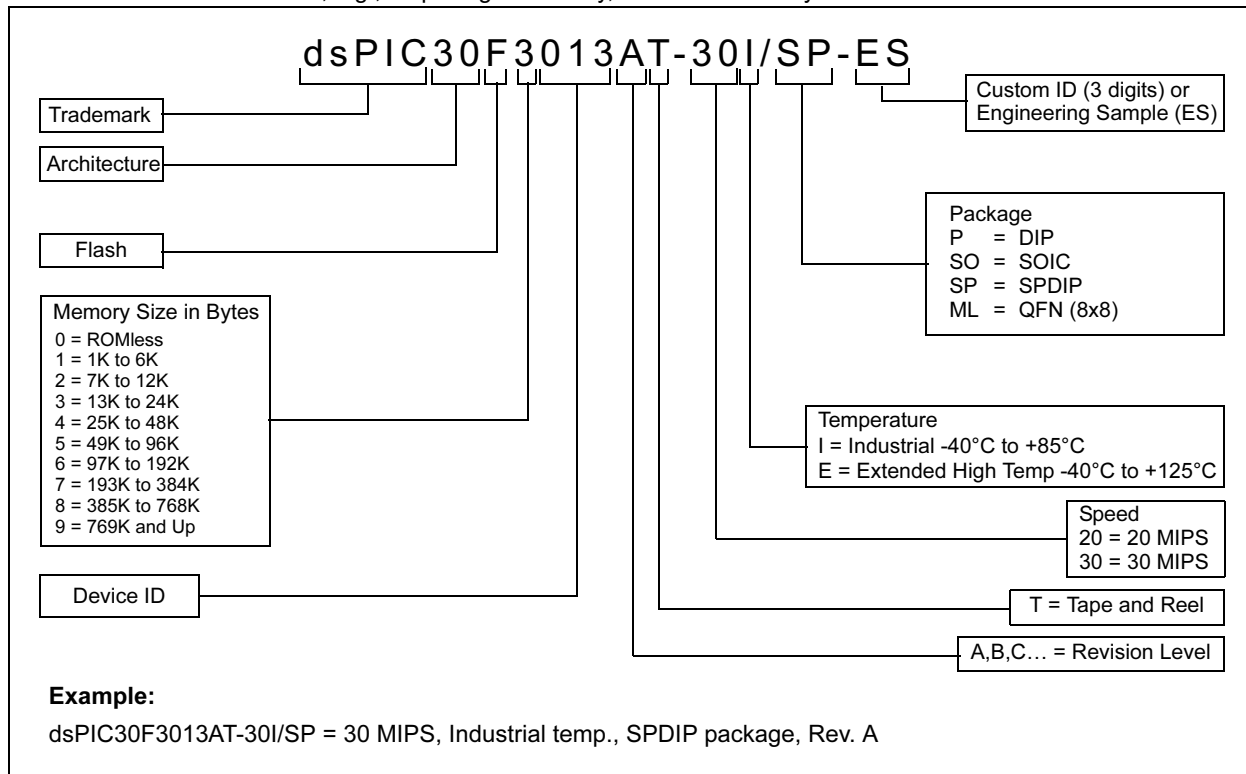 dsPIC30F3013AT-30I/SP-ES
Trademark
Architecture
Flash
Memory Size in Bytes
0 = ROMless
1 = 1K to 6K
2 = 7K to 12K
3 = 13K to 24K
4 = 25K to 48K
5 = 49K to 96K
6 = 97K to 192K
7 = 193K to 384K
8 = 385K to 768K
9 = 769K and Up
Device ID
Custom ID (3 digits) or
Engineering Sample (ES)
Package
P = DIP
SO = SOIC
SP = SPDIP
ML = QFN (8x8)
Temperature
I = Industrial -40°C to +85°C
E = Extended High Temp -40°C to +125°C
Speed
20 = 20 MIPS
30 = 30 MIPS
T = Tape and Reel
A,B,C… = Revision Level
Example:
dsPIC30F3013AT-30I/SP = 30 MIPS, Industrial temp., SPDIP package, Rev. A